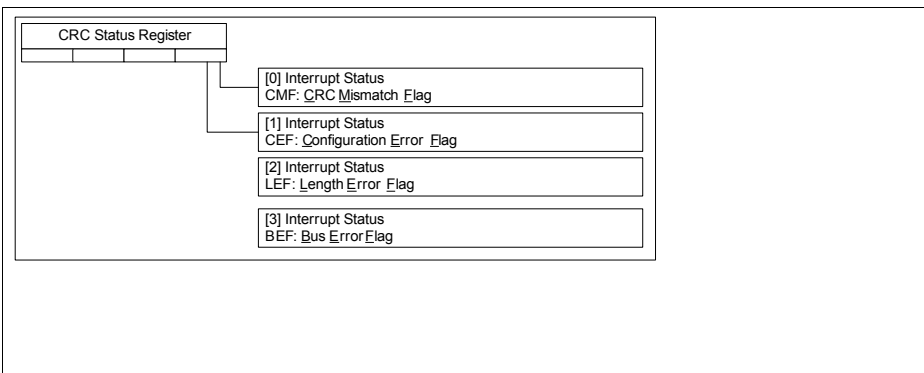 CRC Status Register
[0] Interrupt Status
CMF: CRC Mismatch Flag
[1] Interrupt Status
CEF: Configuration Error Flag
[2] Interrupt Status
LEF: Length Error Flag
[3] Interrupt Status
BEF: Bus Error Flag